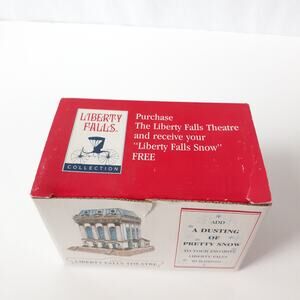 LIBERTY
FALLS
COLLECTION
Purchase
The Liberty Falls Theatre
and receive your
"Liberty Falls Snow"
FREE
LIBERTY FALLS THEATRE
ADD
A DUSTING OF
PRETTY SNOW
TO YOUR FAVORITE
LIBERTY FALLS